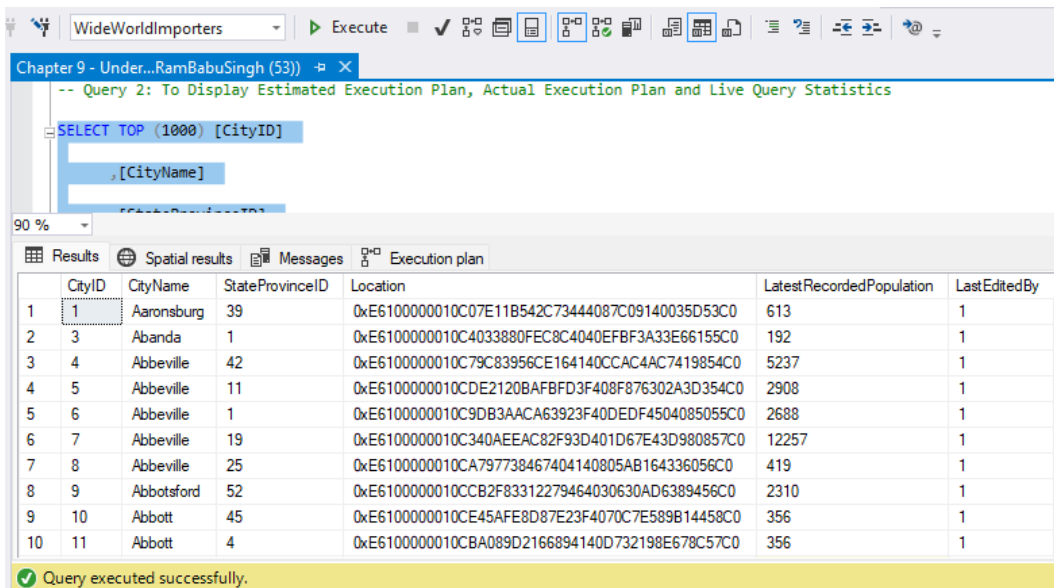 WideWorldImporters Execute
Chapter 9 - Under...RamBabuSingh (53))
-- Query 2: To Display Estimated Execution Plan, Actual Execution Plan and Live Query Statistics
SELECT TOP (1000) [CityID]
,[CityName]
,[StateProvinceID]
90 %
Results Spatial results Messages Execution plan
CityID CityName StateProvinceID Location LatestRecordedPopulation LastEditedBy
1 1 Aaronsburg 39 0xE6100000010C07E11B542C73444087C09140035D53C0 613 1
2 3 Abanda 1 0xE6100000010C4033880FEC8C4040EFBF3A33E66155C0 192 1
3 4 Abbeville 42 0xE6100000010C79C83956CE164140CCAC4AC7419854C0 5237 1
4 5 Abbeville 11 0xE6100000010CDE2120BAFBFD3F408F876302A3D354C0 2908 1
5 6 Abbeville 1 0xE6100000010C9DB3AACA63923F40DEDF4504085055C0 2688 1
6 7 Abbeville 19 0xE6100000010C340AEEAC82F93D401D67E43D980857C0 12257 1
7 8 Abbeville 25 0xE6100000010CA797738467404140805AB164336056C0 419 1
8 9 Abbotsford 52 0xE6100000010CCB2F83312279464030630AD6389456C0 2310 1
9 10 Abbott 45 0xE6100000010CE45AFE8D87E23F4070C7E589B14458C0 356 1
10 11 Abbott 4 0xE6100000010CBA089D2166894140D732198E678C57C0 356 1
Query executed successfully.